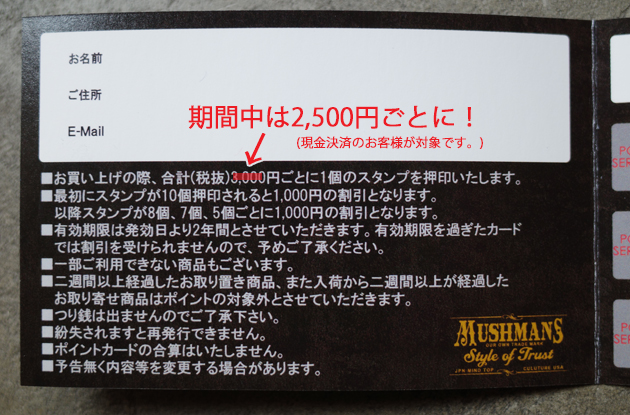 お名前
ご住所
E-Mail
期間中は2,500円ごとに！
(現金決済のお客様が対象です。)
■お買い上げの際、合計(税抜)3,000円ごとに1個のスタンプを押印いたします。
■最初にスタンプが10個押印されると1,000円の割引となります。
以降スタンプが8個、7個、5個ごとに1,000円の割引となります。
■有効期限は発効日より2年間とさせていただきます。有効期限を過ぎたカード
では割引を受けられませんので、予めご了承ください。
■一部ご利用できない商品もございます。
■二週間以上経過したお取り置き商品、また入荷から二週間以上が経過した
お取り寄せ商品はポイントの対象外とさせていただきます。
■つり銭は出ませんのでご了承下さい。
■紛失されますと再発行できません。
■ポイントカードの合算はいたしません。
■予告無く内容等を変更する場合があります。
MUSHMANS
OUR OWN TRADE MARK
Style of Trust
JPN MIND TOP CULUTURE USA
PO
SER
PO
SER
PO
SER